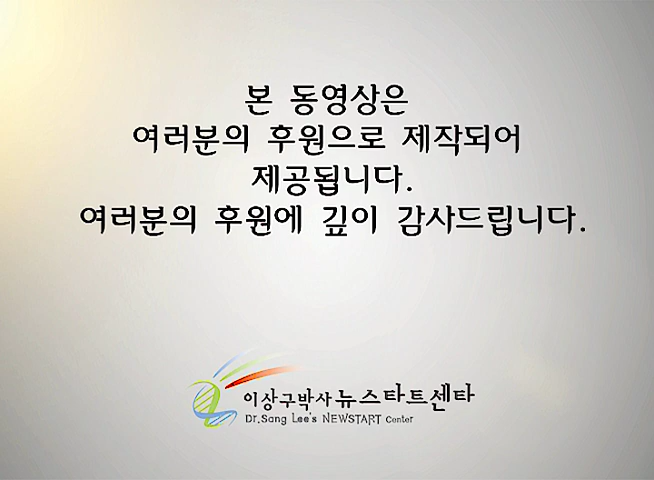 본 동영상은
여러분의 후원으로 제작되어
제공됩니다.
여러분의 후원에 깊이 감사드립니다.
이상구박사 뉴스타트센타
Dr.Sang Lee's NEWSTART Center